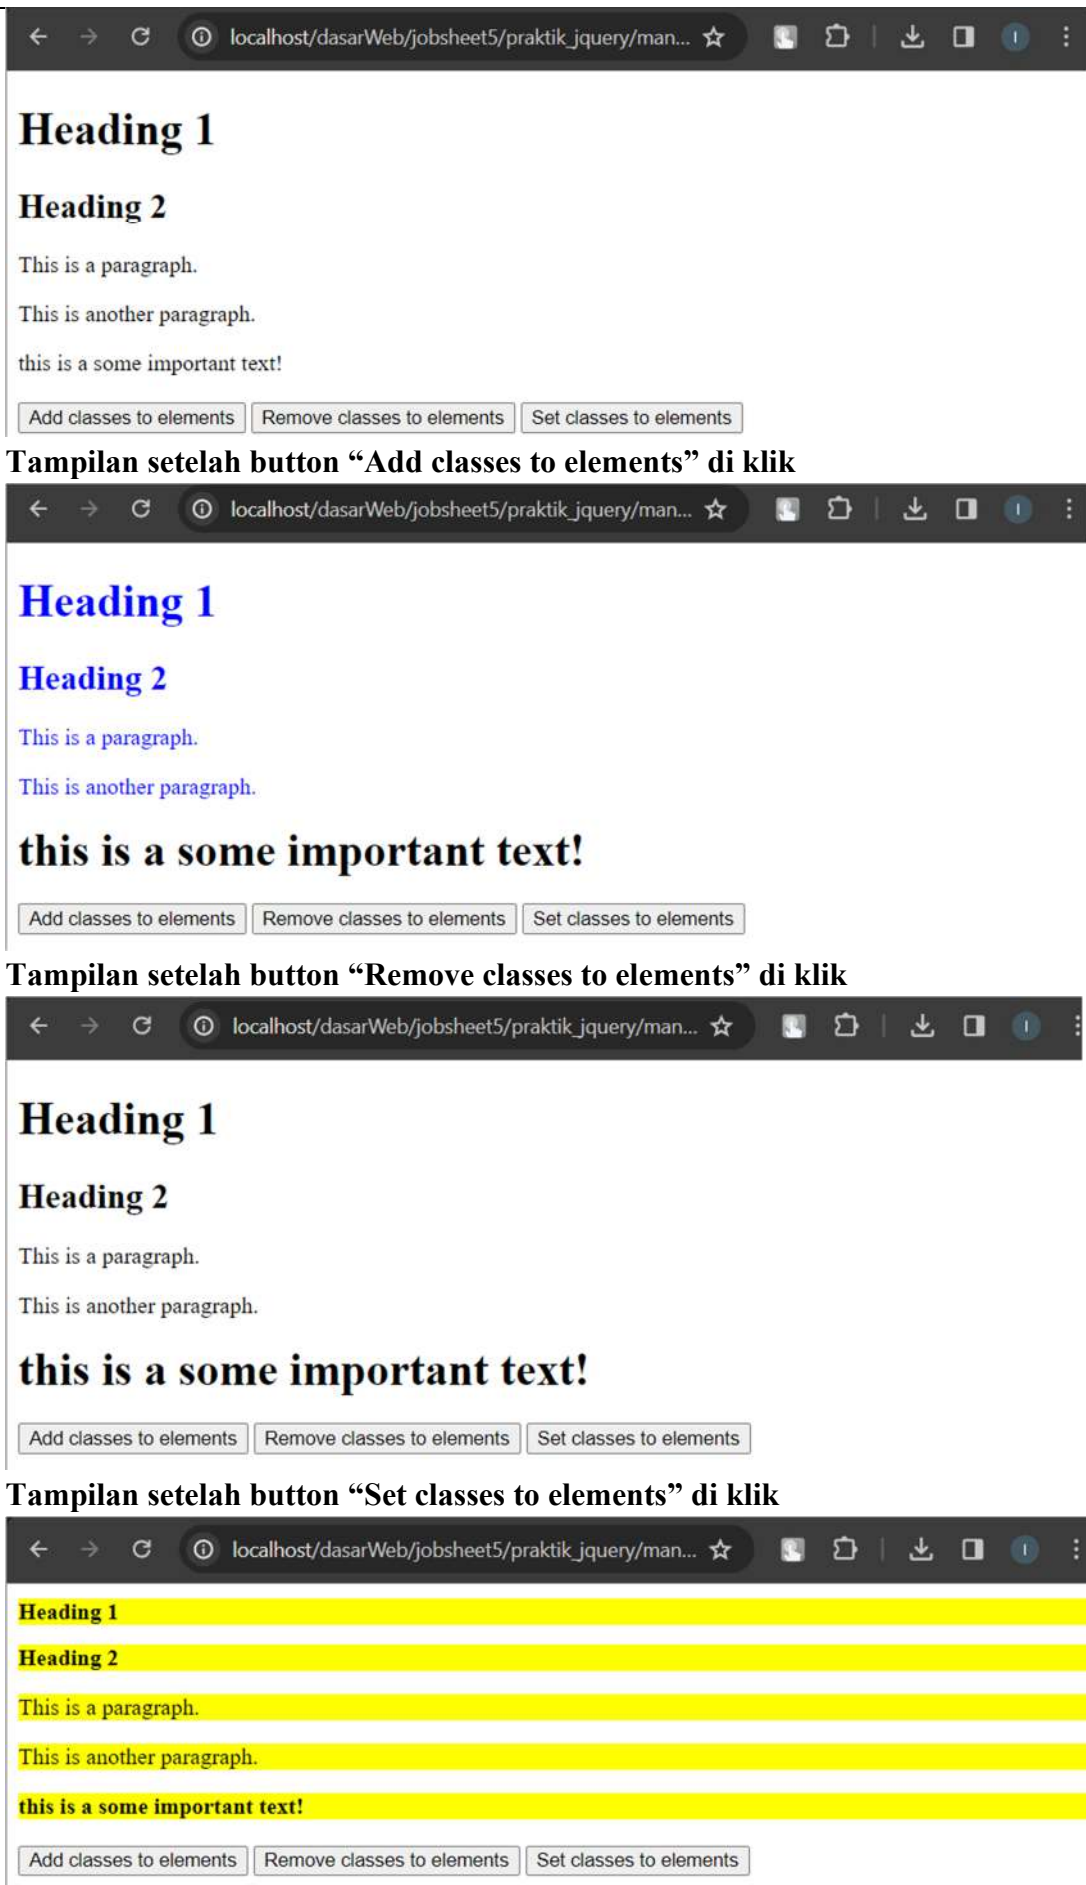 localhost/dasarWeb/jobsheet5/praktik_jquery/man... I
Heading 1
Heading 2
This is a paragraph.
This is another paragraph.
this is a some important text!
Add classes to elements Remove classes to elements Set classes to elements
Tampilan setelah button “Add classes to elements” di klik
localhost/dasarWeb/jobsheet5/praktik_jquery/man... I
Heading 1
Heading 2
This is a paragraph.
This is another paragraph.
this is a some important text!
Add classes to elements Remove classes to elements Set classes to elements
Tampilan setelah button “Remove classes to elements” di klik
localhost/dasarWeb/jobsheet5/praktik_jquery/man... I
Heading 1
Heading 2
This is a paragraph.
This is another paragraph.
this is a some important text!
Add classes to elements Remove classes to elements Set classes to elements
Tampilan setelah button “Set classes to elements” di klik
localhost/dasarWeb/jobsheet5/praktik_jquery/man... I
Heading 1
Heading 2
This is a paragraph.
This is another paragraph.
this is a some important text!
Add classes to elements Remove classes to elements Set classes to elements